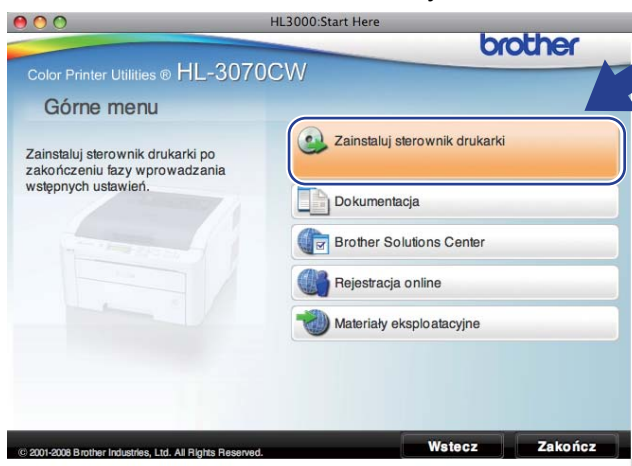 HL3000:Start Here
brother
Color Printer Utilities ® HL-3070CW
Górne menu
Zainstaluj sterownik drukarki po
zakończeniu fazy wprowadzania
wstępnych ustawień.
Zainstaluj sterownik drukarki
Dokumentacja
Brother Solutions Center
Rejestracja online
Materiały eksploatacyjne
© 2001-2008 Brother Industries, Ltd. All Rights Reserved.
Wstecz
Zakończ